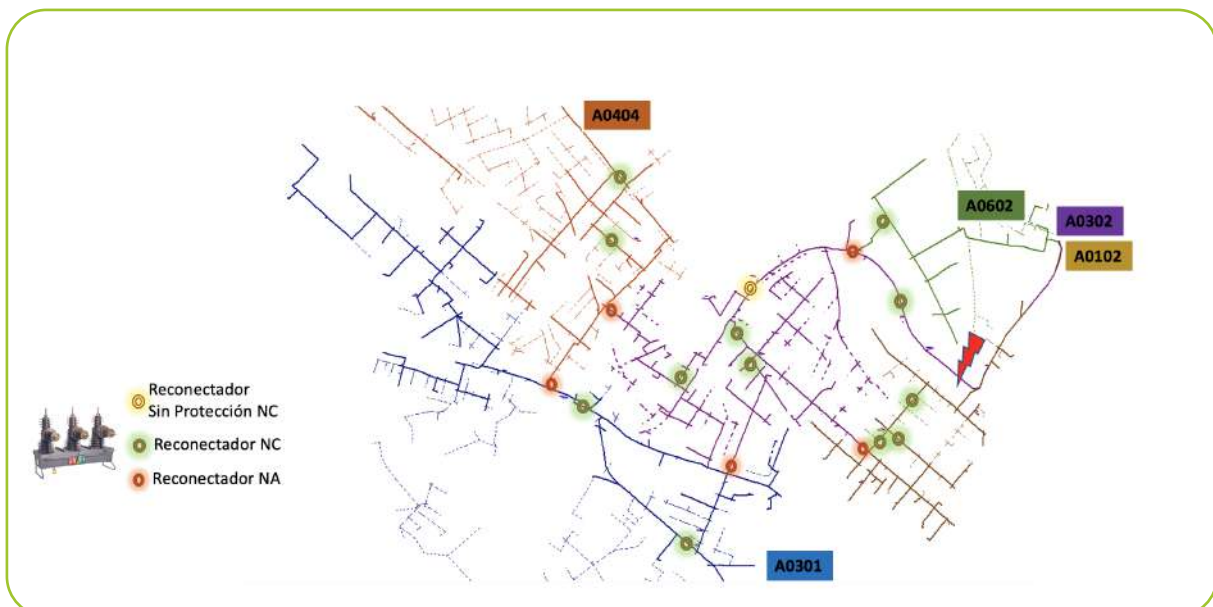 A0404
A0602
A0302
A0102
Reconectador
Sin Protección NC
Reconectador NC
Reconectador NA
A0301